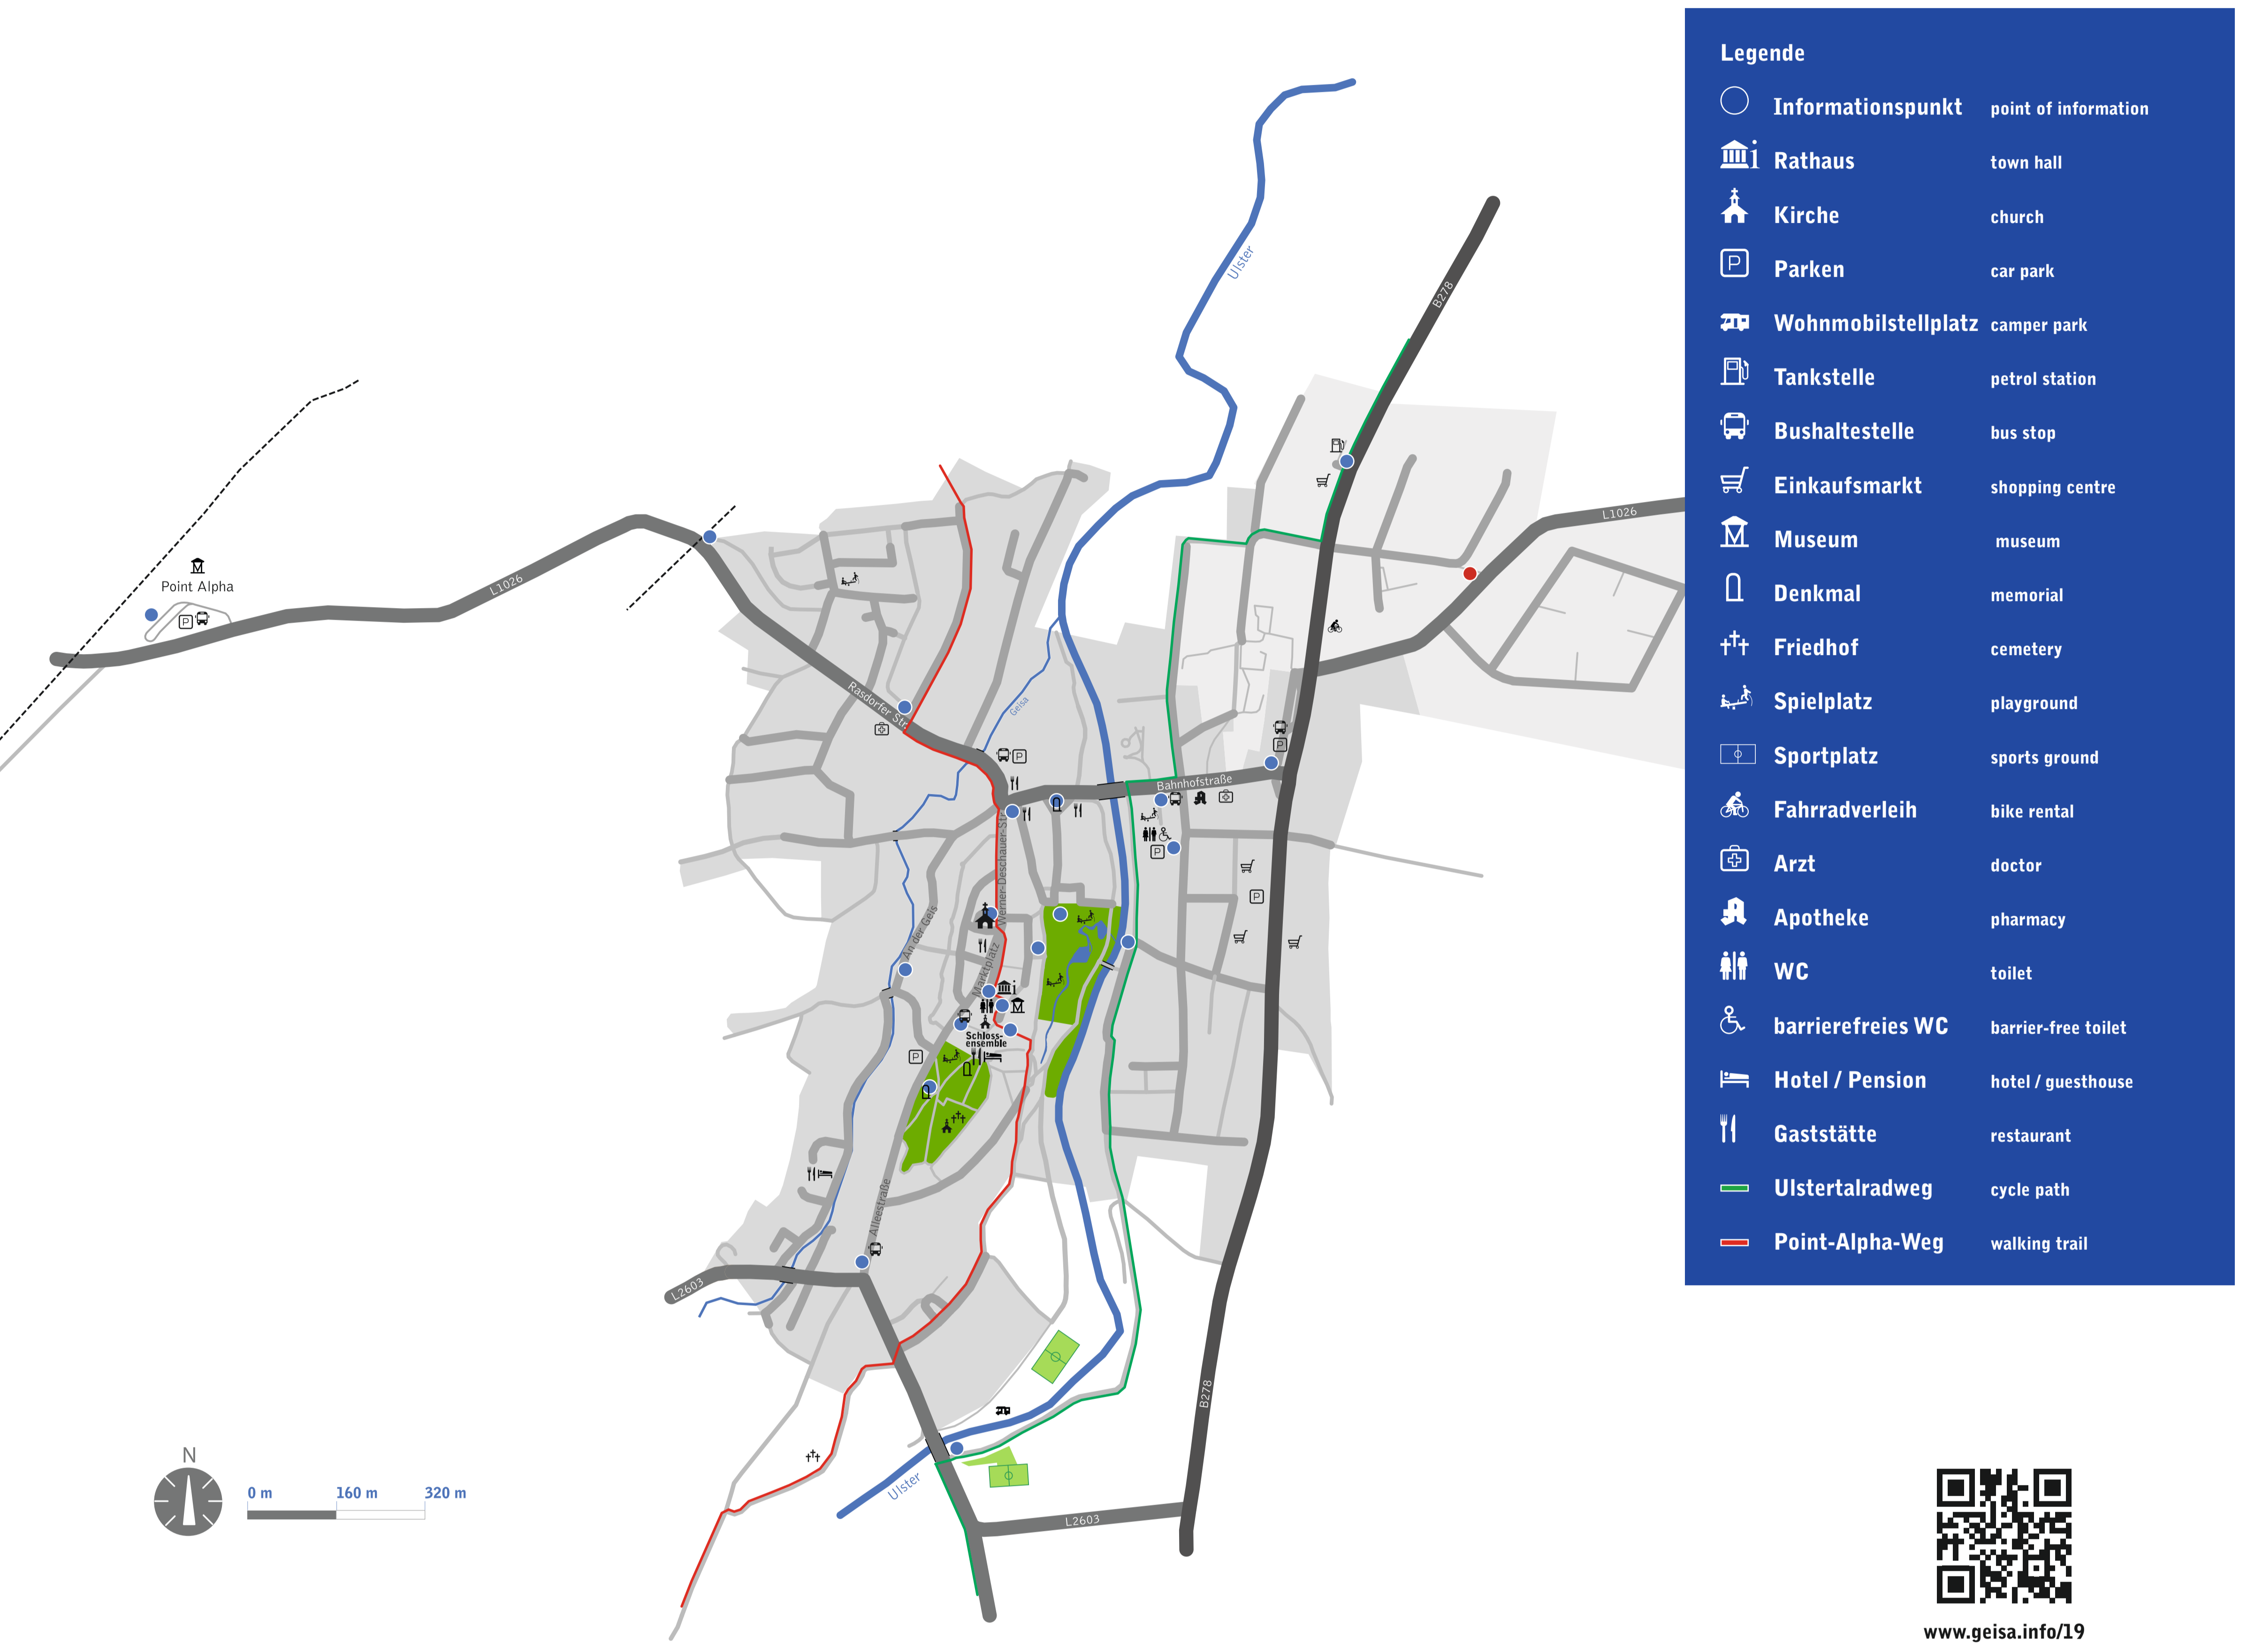 Legende
Informationspunkt point of information
Rathaus town hall
Kirche church
P Parken car park
Wohnmobilstellplatz camper park
Tankstelle petrol station
Bushaltestelle bus stop
Einkaufsmarkt shopping centre
Museum museum
Denkmal memorial
Friedhof cemetery
Spielplatz playground
Sportplatz sports ground
Fahrradverleih bike rental
Arzt doctor
Apotheke pharmacy
WC toilet
barrierefreies WC barrier-free toilet
Hotel / Pension hotel / guesthouse
Gaststätte restaurant
Ulstertalradweg cycle path
Point-Alpha-Weg walking trail
Ulster
B278
L1026
Point Alpha
P
L1026
Rasdorfer Str.
Geisa
P
P
Bahnhofstraße
Werner-Deschauer-Str.
P
P
An der Geis
Marktplatz
i
Schloss-
ensemble
P
Alleestraße
L2603
B278
Ulster
L2603
N
0 m 160 m 320 m
www.geisa.info/19